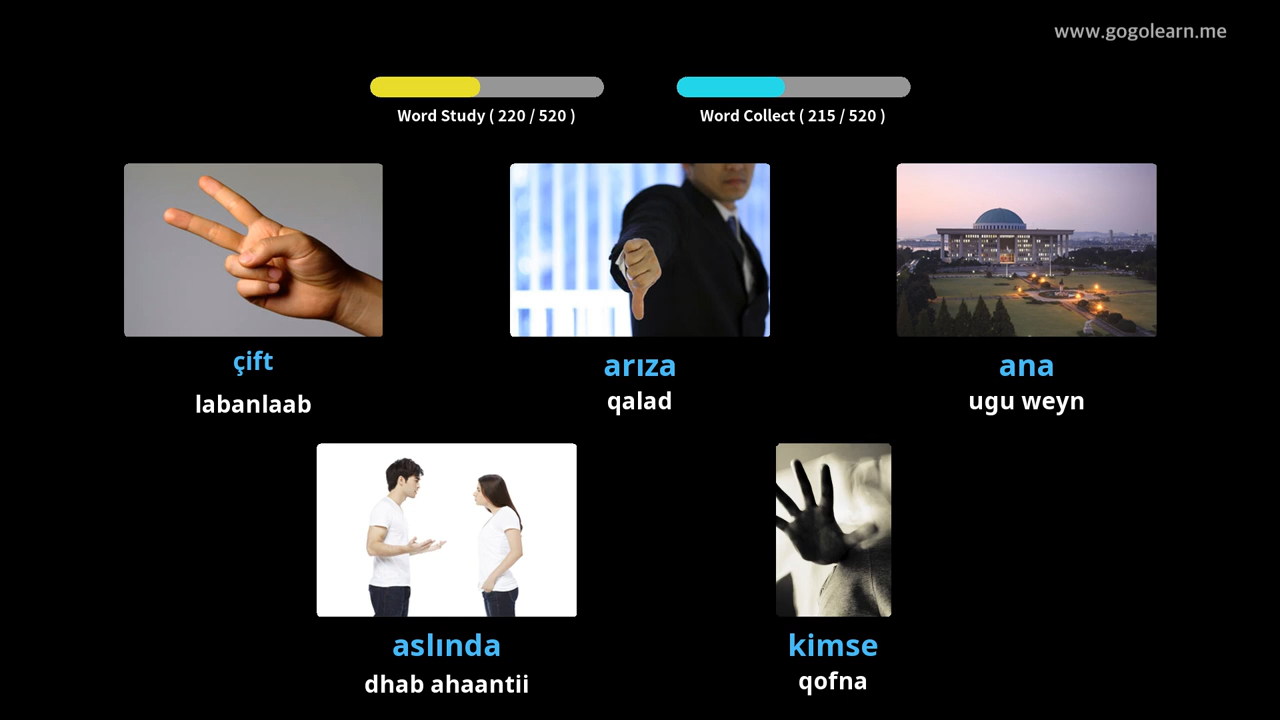 www.gogolearn.me
Word Study ( 220 / 520 )
Word Collect ( 215 / 520 )
çift
labanlaab
arıza
qalad
ana
ugu weyn
aslında
dhab ahaantii
kimse
qofna